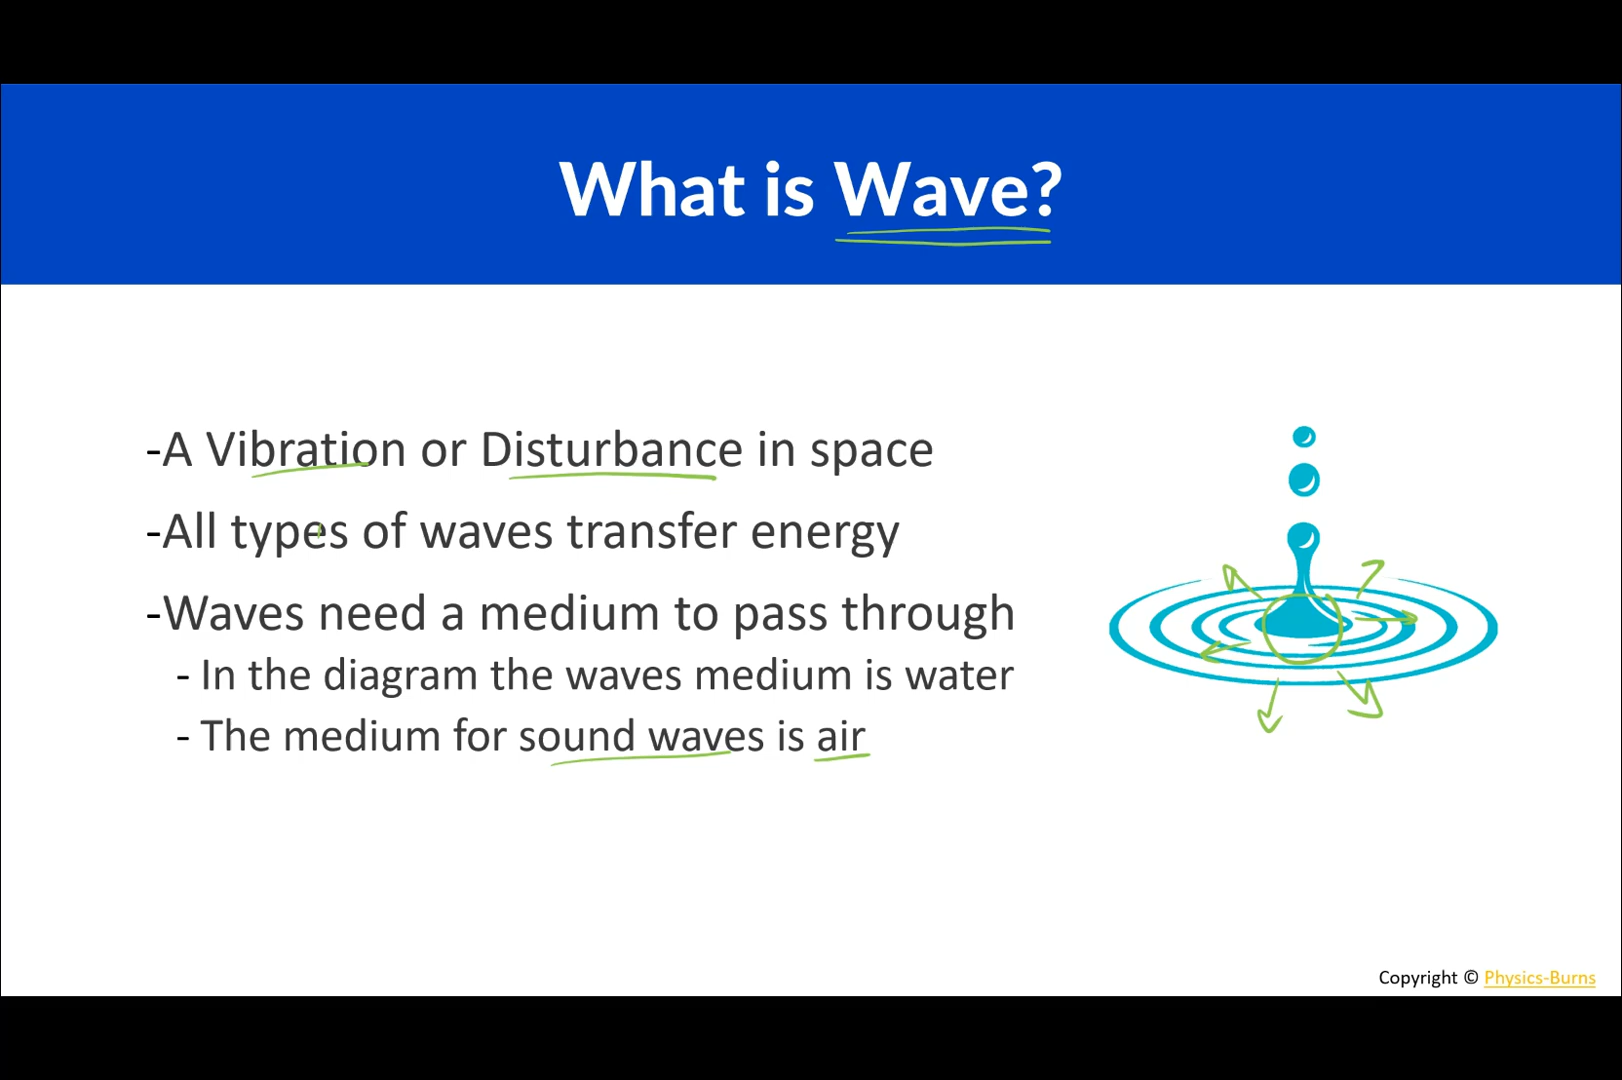 What is Wave?
-A Vibration or Disturbance in space
-All types of waves transfer energy
-Waves need a medium to pass through
- In the diagram the waves medium is water
- The medium for sound waves is air
Copyright © Physics-Burns